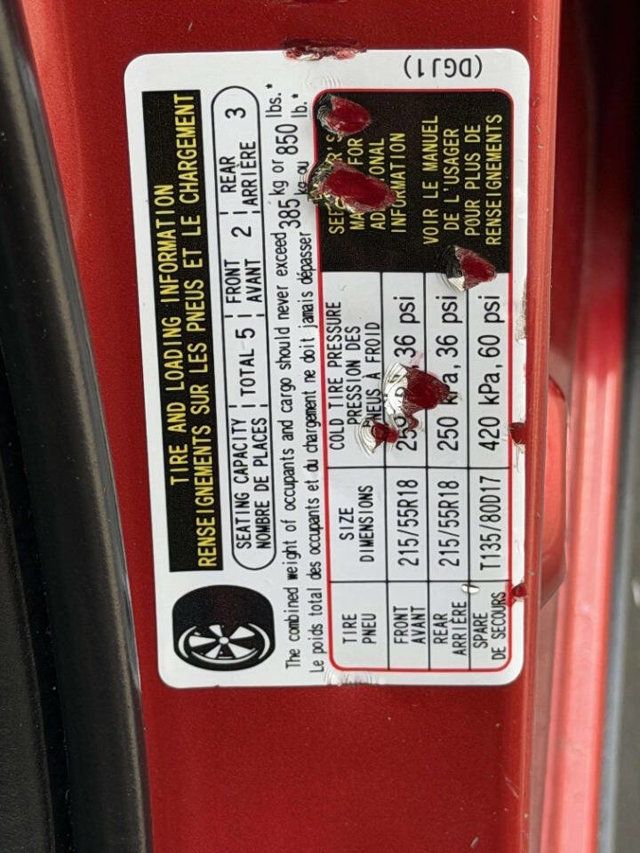 TIRE AND LOADING INFORMATION
RENSEIGNEMENTS SUR LES PNEUS ET LE CHARGEMENT
SEATING CAPACITY TOTAL 5 FRONT 2 REAR 3
NOMBRE DE PLACES AVANT ARRIÈRE
The combined weight of occupants and cargo should never exceed 385 kg or 850 lbs.*
Le poids total des occupants et du chargement ne doit jamais dépasser kg ou lb.*
TIRE SIZE COLD TIRE PRESSURE
PNEU DIMENSIONS PRESSION DES
PNEUS À FROID
FRONT 215/55R18 36 psi
AVANT
REAR 215/55R18 250 kPa, 36 psi
ARRIÈRE
SPARE T135/80D17 420 kPa, 60 psi
DE SECOURS
FOR
INFORMATION
VOIR LE MANUEL
DE L'USAGER
POUR PLUS DE
RENSEIGNEMENTS
(DGJ1)